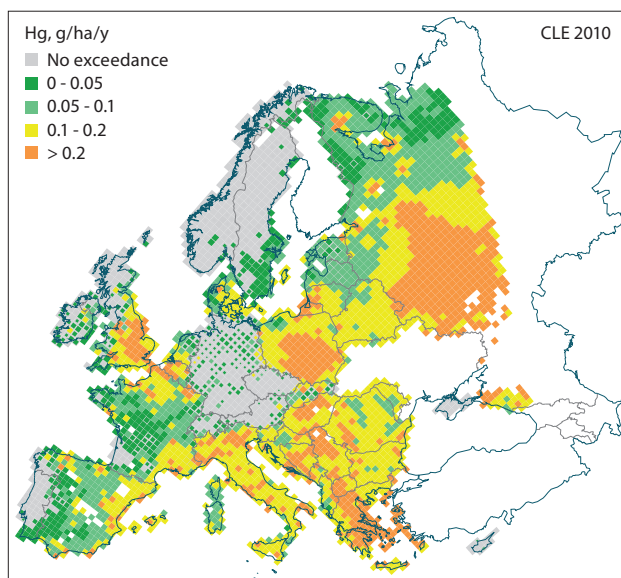 Hg, g/ha/y
CLE 2010
No exceedance
0 - 0.05
0.05 - 0.1
0.1 - 0.2
> 0.2